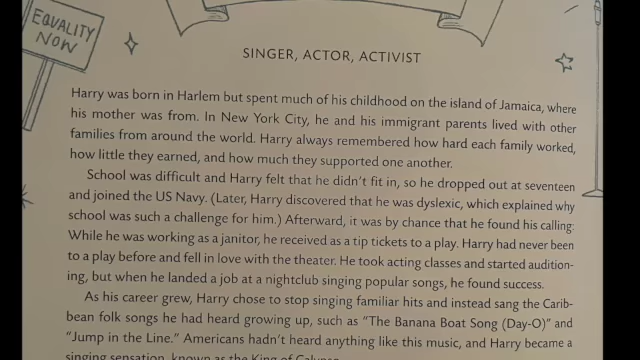 EQUALITY
NOW
SINGER, ACTOR, ACTIVIST
Harry was born in Harlem but spent much of his childhood on the island of Jamaica, where
his mother was from. In New York City, he and his immigrant parents lived with other
families from around the world. Harry always remembered how hard each family worked,
how little they earned, and how much they supported one another.
School was difficult and Harry felt that he didn't fit in, so he dropped out at seventeen
and joined the US Navy. (Later, Harry discovered that he was dyslexic, which explained why
school was such a challenge for him.) Afterward, it was by chance that he found his calling:
While he was working as a janitor, he received as a tip tickets to a play. Harry had never been
to a play before and fell in love with the theater. He took acting classes and started audition-
ing, but when he landed a job at a nightclub singing popular songs, he found success.
As his career grew, Harry chose to stop singing familiar hits and instead sang the Carib-
bean folk songs he had heard growing up, such as "The Banana Boat Song (Day-O)" and
"Jump in the Line." Americans hadn't heard anything like this music, and Harry became a
singing sensation, known as the King of Calypso.